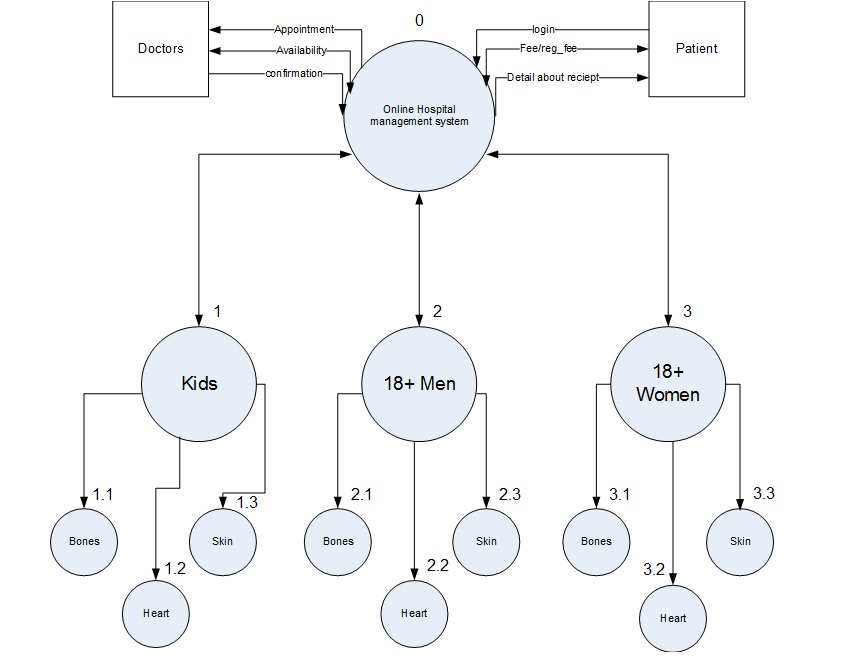 0
Doctors
Appointment
Availability
confirmation
login
Fee/reg_fee
Detail about reciept
Patient
Online Hospital
management system
1
2
3
Kids
18+ Men
18+
Women
1.1
1.3
2.1
2.3
3.1
3.3
Bones
Skin
Bones
Skin
Bones
Skin
1.2
2.2
3.2
Heart
Heart
Heart